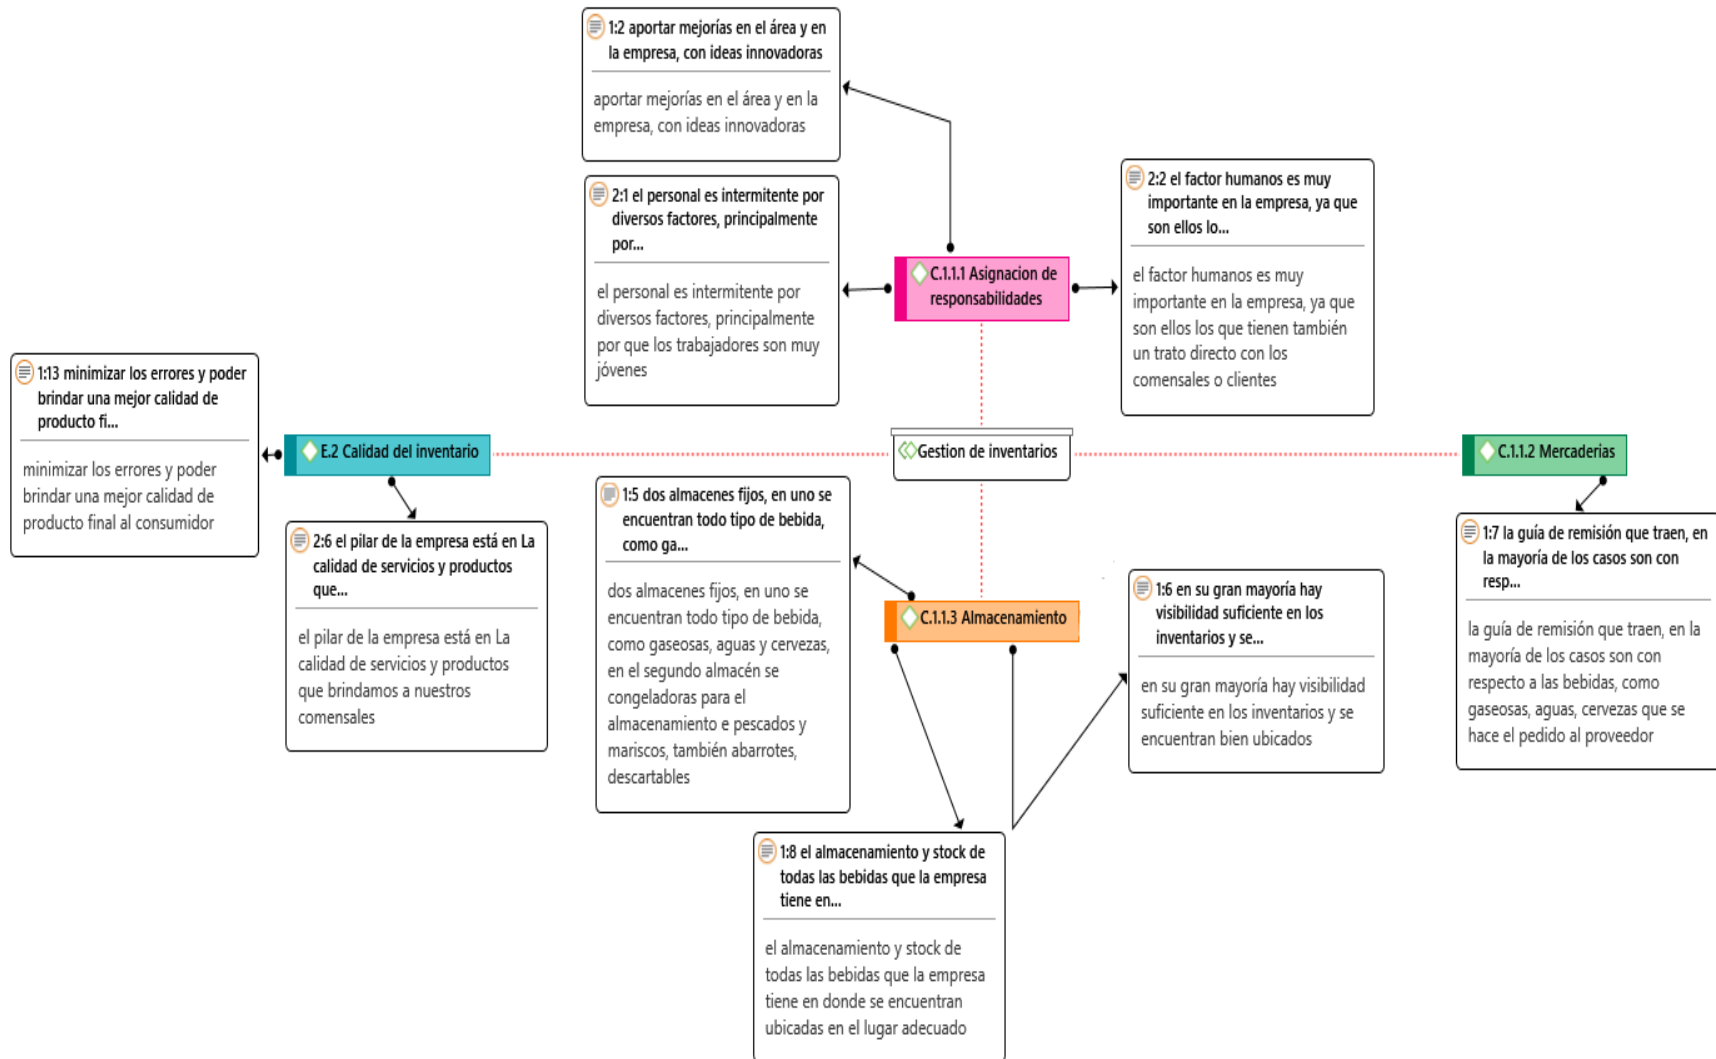 1:2 aportar mejorías en el área y en
la empresa, con ideas innovadoras
aportar mejorías en el área y en la
empresa, con ideas innovadoras
2:1 el personal es intermitente por
diversos factores, principalmente
por...
el personal es intermitente por
diversos factores, principalmente
por que los trabajadores son muy
jóvenes
2:2 el factor humanos es muy
importante en la empresa, ya que
son ellos lo...
el factor humanos es muy
importante en la empresa, ya que
son ellos los que tienen también
un trato directo con los
comensales o clientes
C.1.1.1 Asignacion de
responsabilidades
1:13 minimizar los errores y poder
brindar una mejor calidad de
producto fi...
minimizar los errores y poder
brindar una mejor calidad de
producto final al consumidor
E.2 Calidad del inventario
Gestion de inventarios
C.1.1.2 Mercaderias
2:6 el pilar de la empresa está en La
calidad de servicios y productos
que...
el pilar de la empresa está en La
calidad de servicios y productos
que brindamos a nuestros
comensales
1:5 dos almacenes fijos, en uno se
encuentran todo tipo de bebida,
como ga...
dos almacenes fijos, en uno se
encuentran todo tipo de bebida,
como gaseosas, aguas y cervezas,
en el segundo almacén se
congeladoras para el
almacenamiento e pescados y
mariscos, también abarrotes,
descartables
C.1.1.3 Almacenamiento
1:6 en su gran mayoría hay
visibilidad suficiente en los
inventarios y se...
en su gran mayoría hay visibilidad
suficiente en los inventarios y se
encuentran bien ubicados
1:7 la guía de remisión que traen, en
la mayoría de los casos son con
resp...
la guía de remisión que traen, en la
mayoría de los casos son con
respecto a las bebidas, como
gaseosas, aguas, cervezas que se
hace el pedido al proveedor
1:8 el almacenamiento y stock de
todas las bebidas que la empresa
tiene en...
el almacenamiento y stock de
todas las bebidas que la empresa
tiene en donde se encuentran
ubicadas en el lugar adecuado